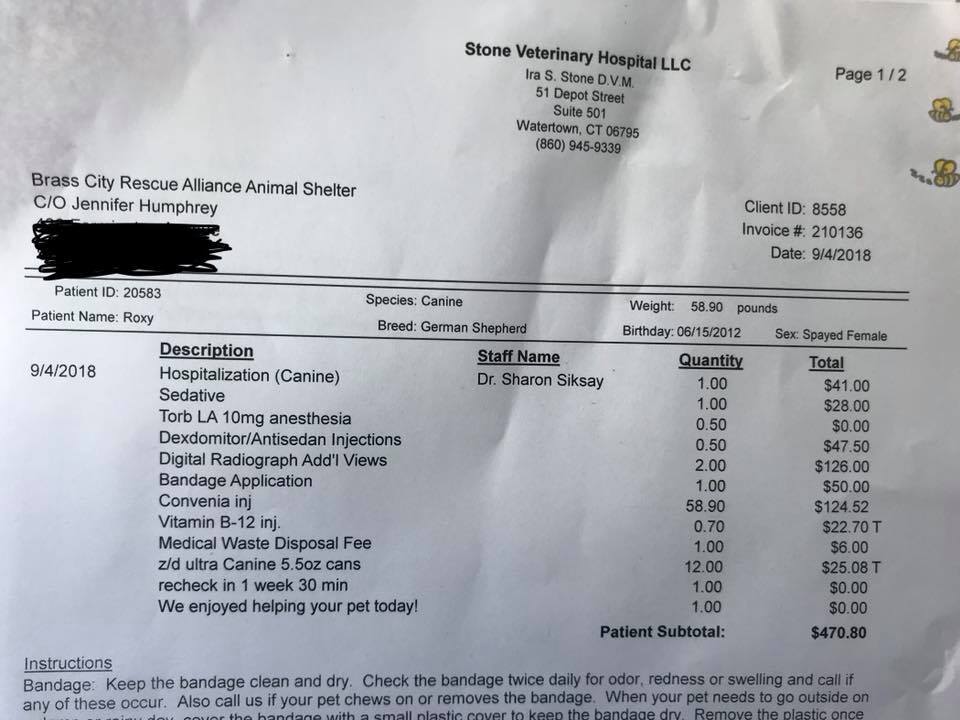 Stone Veterinary Hospital LLC
Ira S. Stone D.V.M.
51 Depot Street
Suite 501
Watertown, CT 06795
(860) 945-9339
Page 1 / 2
Brass City Rescue Alliance Animal Shelter
C/O Jennifer Humphrey
Client ID: 8558
Invoice #: 210136
Date: 9/4/2018
Patient ID: 20583 Species: Canine Weight: 58.90 pounds
Patient Name: Roxy Breed: German Shepherd Birthday: 06/15/2012 Sex: Spayed Female
Description Staff Name Quantity Total
9/4/2018 Hospitalization (Canine) Dr. Sharon Siksay 1.00 $41.00
Sedative 1.00 $28.00
Torb LA 10mg anesthesia 0.50 $0.00
Dexdomitor/Antisedan Injections 0.50 $47.50
Digital Radiograph Add'l Views 2.00 $126.00
Bandage Application 1.00 $50.00
Convenia inj 58.90 $124.52
Vitamin B-12 inj. 0.70 $22.70 T
Medical Waste Disposal Fee 1.00 $6.00
z/d ultra Canine 5.5oz cans 12.00 $25.08 T
recheck in 1 week 30 min 1.00 $0.00
We enjoyed helping your pet today! 1.00 $0.00
Patient Subtotal: $470.80
Instructions
Bandage: Keep the bandage clean and dry. Check the bandage twice daily for odor, redness or swelling and call if
any of these occur. Also call us if your pet chews on or removes the bandage. When your pet needs to go outside on
day, cover the bandage with a small plastic cover to keep the bandage dry. Remove the plastic once